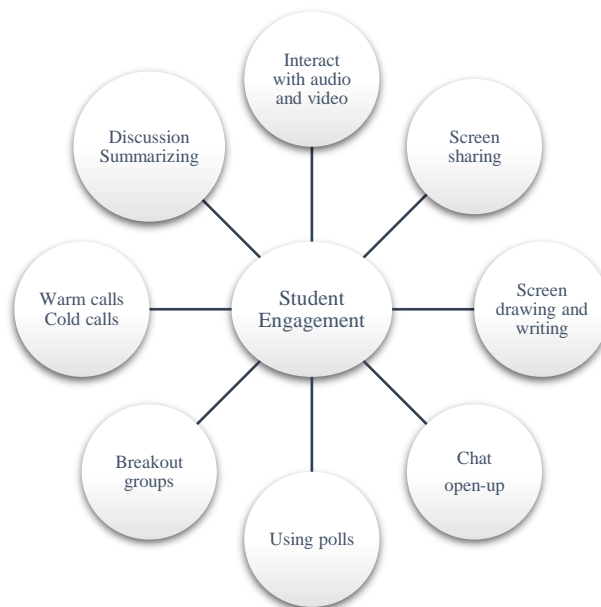 Interact
with audio
and video
Screen
sharing
Screen
drawing and
writing
Chat
open-up
Using polls
Breakout
groups
Warm calls
Cold calls
Discussion
Summarizing
Student
Engagement